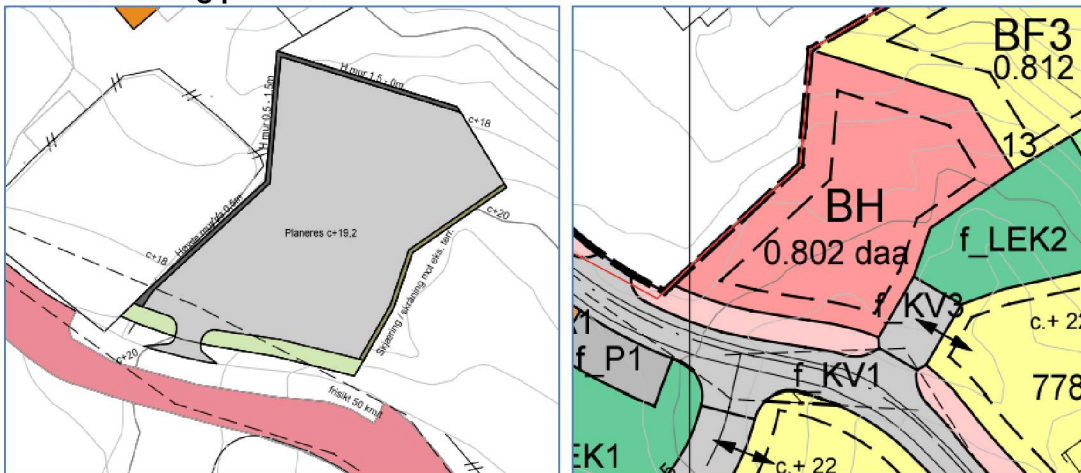 H mur 1,5 - 0m
H mur 0,5 - 1,5m
c+18
Planeres c+19,2
c+20
Høyde mur ca 0,5m
c+18
Skjæring / skråning mot eks. terr.
c+20
frisikt 50 km/t
BF3
0.812
13
BH
0.802 daa
f_LEK2
f_KV3
c.+ 22
f_P1
f_KV1
778
EK1
c.+ 22